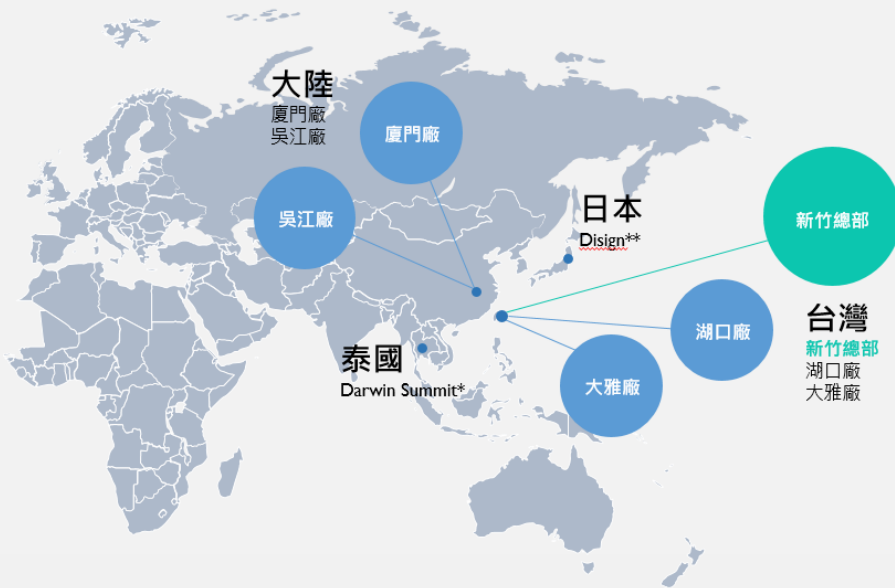 大陸
廈門廠
吳江廠
廈門廠
吳江廠
日本
Disign**
新竹總部
泰國
Darwin Summit*
大雅廠
湖口廠
台灣
新竹總部
湖口廠
大雅廠